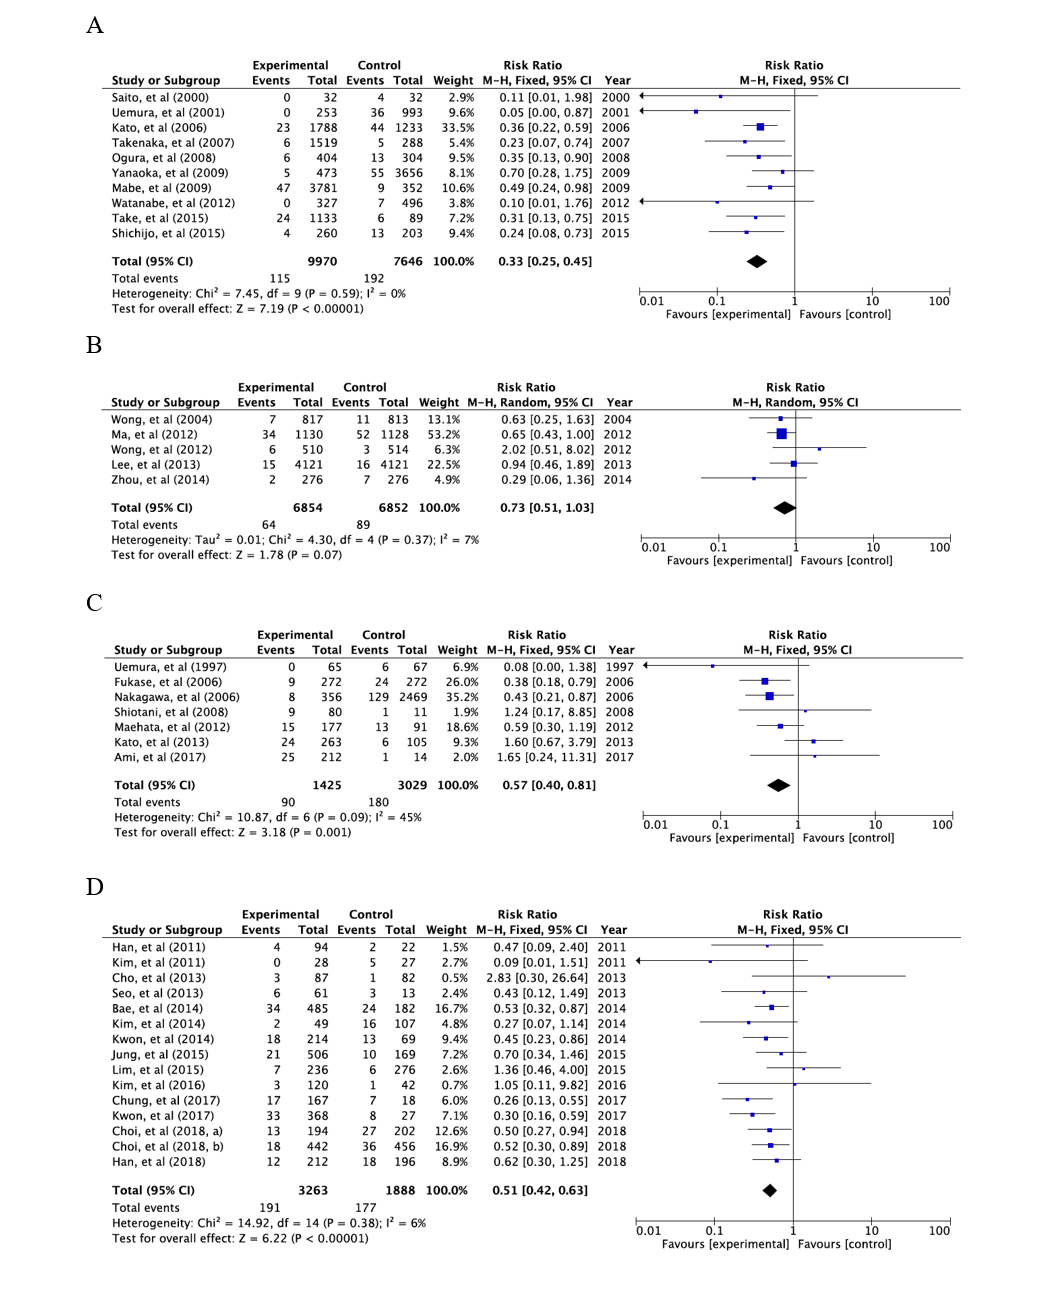 A
Experimental Control Risk Ratio Risk Ratio
Study or Subgroup Events Total Events Total Weight M-H, Fixed, 95% CI Year M-H, Fixed, 95% CI
Saito, et al (2000) 0 32 4 32 2.9% 0.11 [0.01, 1.98] 2000
Uemura, et al (2001) 0 253 36 993 9.6% 0.05 [0.00, 0.87] 2001
Kato, et al (2006) 23 1788 44 1233 33.5% 0.36 [0.22, 0.59] 2006
Takenaka, et al (2007) 6 1519 5 288 5.4% 0.23 [0.07, 0.74] 2007
Ogura, et al (2008) 6 404 13 304 9.5% 0.35 [0.13, 0.90] 2008
Yanaoka, et al (2009) 5 473 55 3656 8.1% 0.70 [0.28, 1.75] 2009
Mabe, et al (2009) 47 3781 9 352 10.6% 0.49 [0.24, 0.98] 2009
Watanabe, et al (2012) 0 327 7 496 3.8% 0.10 [0.01, 1.76] 2012
Take, et al (2015) 24 1133 6 89 7.2% 0.31 [0.13, 0.75] 2015
Shichijo, et al (2015) 4 260 13 203 9.4% 0.24 [0.08, 0.73] 2015
Total (95% CI) 9970 7646 100.0% 0.33 [0.25, 0.45]
Total events 115 192
Heterogeneity: Chi² = 7.45, df = 9 (P = 0.59); I² = 0%
Test for overall effect: Z = 7.19 (P < 0.00001)
0.01 0.1 1 10 100
Favours [experimental] Favours [control]
B
Experimental Control Risk Ratio Risk Ratio
Study or Subgroup Events Total Events Total Weight M-H, Random, 95% CI Year M-H, Random, 95% CI
Wong, et al (2004) 7 817 11 813 13.1% 0.63 [0.25, 1.63] 2004
Ma, et al (2012) 34 1130 52 1128 53.2% 0.65 [0.43, 1.00] 2012
Wong, et al (2012) 6 510 3 514 6.3% 2.02 [0.51, 8.02] 2012
Lee, et al (2013) 15 4121 16 4121 22.5% 0.94 [0.46, 1.89] 2013
Zhou, et al (2014) 2 276 7 276 4.9% 0.29 [0.06, 1.36] 2014
Total (95% CI) 6854 6852 100.0% 0.73 [0.51, 1.03]
Total events 64 89
Heterogeneity: Tau² = 0.01; Chi² = 4.30, df = 4 (P = 0.37); I² = 7%
Test for overall effect: Z = 1.78 (P = 0.07)
0.01 0.1 1 10 100
Favours [experimental] Favours [control]
C
Experimental Control Risk Ratio Risk Ratio
Study or Subgroup Events Total Events Total Weight M-H, Fixed, 95% CI Year M-H, Fixed, 95% CI
Uemura, et al (1997) 0 65 6 67 6.9% 0.08 [0.00, 1.38] 1997
Fukase, et al (2006) 9 272 24 272 26.0% 0.38 [0.18, 0.79] 2006
Nakagawa, et al (2006) 8 356 129 2469 35.2% 0.43 [0.21, 0.87] 2006
Shiotani, et al (2008) 9 80 1 11 1.9% 1.24 [0.17, 8.85] 2008
Maehata, et al (2012) 15 177 13 91 18.6% 0.59 [0.30, 1.19] 2012
Kato, et al (2013) 24 263 6 105 9.3% 1.60 [0.67, 3.79] 2013
Ami, et al (2017) 25 212 1 14 2.0% 1.65 [0.24, 11.31] 2017
Total (95% CI) 1425 3029 100.0% 0.57 [0.40, 0.81]
Total events 90 180
Heterogeneity: Chi² = 10.87, df = 6 (P = 0.09); I² = 45%
Test for overall effect: Z = 3.18 (P = 0.001)
0.01 0.1 1 10 100
Favours [experimental] Favours [control]
D
Experimental Control Risk Ratio Risk Ratio
Study or Subgroup Events Total Events Total Weight M-H, Fixed, 95% CI Year M-H, Fixed, 95% CI
Han, et al (2011) 4 94 2 22 1.5% 0.47 [0.09, 2.40] 2011
Kim, et al (2011) 0 28 5 27 2.7% 0.09 [0.01, 1.51] 2011
Cho, et al (2013) 3 87 1 82 0.5% 2.83 [0.30, 26.64] 2013
Seo, et al (2013) 6 61 3 13 2.4% 0.43 [0.12, 1.49] 2013
Bae, et al (2014) 34 485 24 182 16.7% 0.53 [0.32, 0.87] 2014
Kim, et al (2014) 2 49 16 107 4.8% 0.27 [0.07, 1.14] 2014
Kwon, et al (2014) 18 214 13 69 9.4% 0.45 [0.23, 0.86] 2014
Jung, et al (2015) 21 506 10 169 7.2% 0.70 [0.34, 1.46] 2015
Lim, et al (2015) 7 236 6 276 2.6% 1.36 [0.46, 4.00] 2015
Kim, et al (2016) 3 120 1 42 0.7% 1.05 [0.11, 9.82] 2016
Chung, et al (2017) 17 167 7 18 6.0% 0.26 [0.13, 0.55] 2017
Kwon, et al (2017) 33 368 8 27 7.1% 0.30 [0.16, 0.59] 2017
Choi, et al (2018, a) 13 194 27 202 12.6% 0.50 [0.27, 0.94] 2018
Choi, et al (2018, b) 18 442 36 456 16.9% 0.52 [0.30, 0.89] 2018
Han, et al (2018) 12 212 18 196 8.9% 0.62 [0.30, 1.25] 2018
Total (95% CI) 3263 1888 100.0% 0.51 [0.42, 0.63]
Total events 191 177
Heterogeneity: Chi² = 14.92, df = 14 (P = 0.38); I² = 6%
Test for overall effect: Z = 6.22 (P < 0.00001)
0.01 0.1 1 10 100
Favours [experimental] Favours [control]